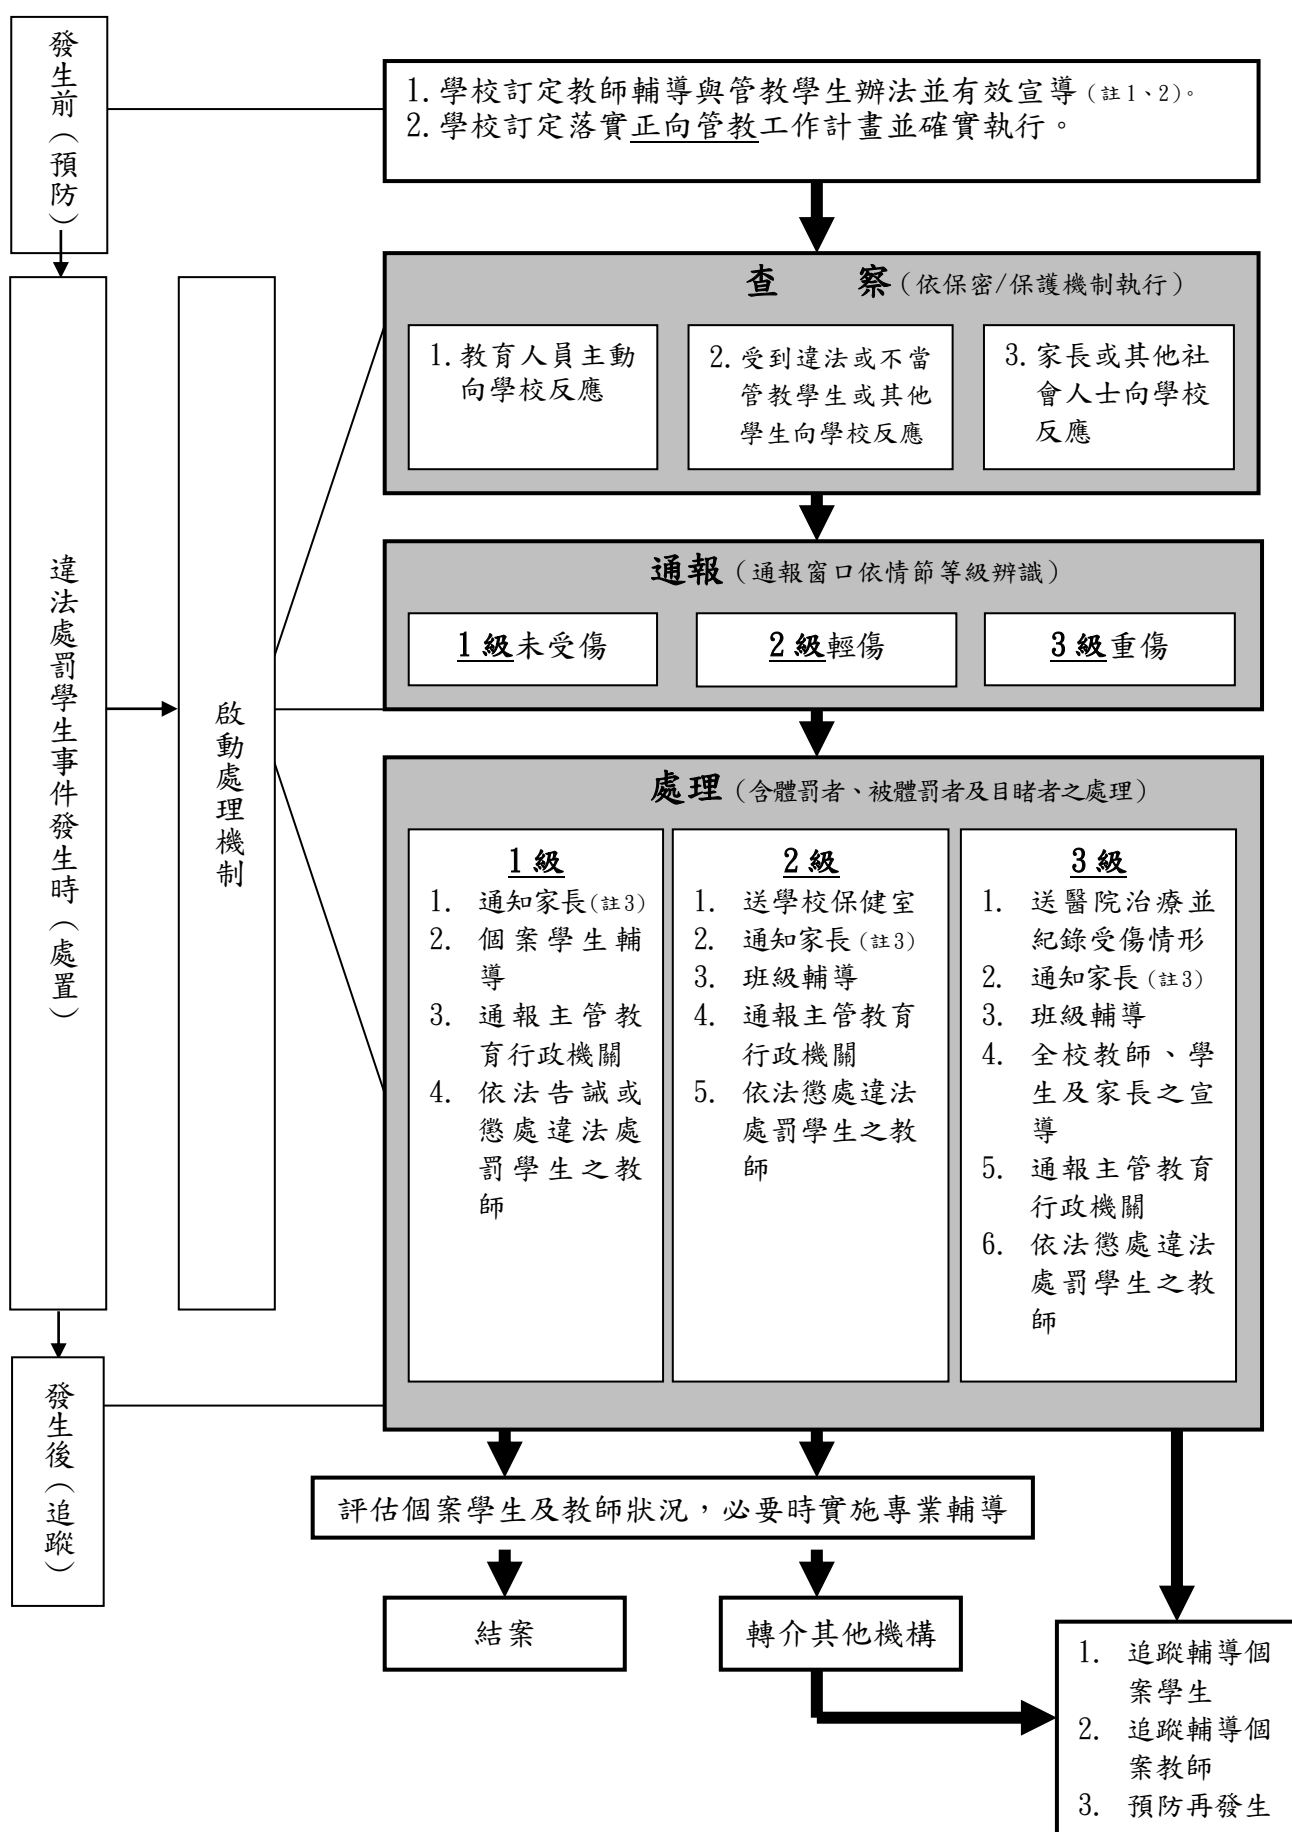 發生前（預防）
1. 學校訂定教師輔導與管教學生辦法並有效宣導(註1、2)。
2. 學校訂定落實正向管教工作計畫並確實執行。
違法處罰學生事件發生時（處置）
啟動處理機制
查　　察（依保密/保護機制執行）
1. 教育人員主動
向學校反應
2. 受到違法或不當
管教學生或其他
學生向學校反應
3. 家長或其他社
會人士向學校
反應
通報（通報窗口依情節等級辨識）
1 級未受傷
2 級輕傷
3 級重傷
處理（含體罰者、被體罰者及目睹者之處理）
1 級
1. 通知家長(註3)
2. 個案學生輔
導
3. 通報主管教
育行政機關
4. 依法告誡或
懲處違法處
罰學生之教
師
2 級
1. 送學校保健室
2. 通知家長(註3)
3. 班級輔導
4. 通報主管教育
行政機關
5. 依法懲處違法
處罰學生之教
師
3 級
1. 送醫院治療並
紀錄受傷情形
2. 通知家長(註3)
3. 班級輔導
4. 全校教師、學
生及家長之宣
導
5. 通報主管教育
行政機關
6. 依法懲處違法
處罰學生之教
師
發生後（追蹤）
評估個案學生及教師狀況，必要時實施專業輔導
結案
轉介其他機構
1. 追蹤輔導個
案學生
2. 追蹤輔導個
案教師
3. 預防再發生